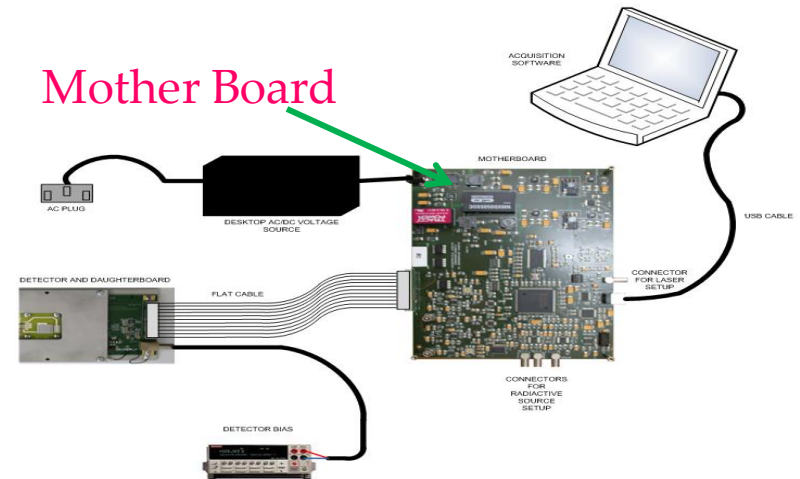 ACQUISITION
SOFTWARE
Mother Board
MOTHERBOARD
AC PLUG
DESKTOP AC/DC VOLTAGE
SOURCE
USB CABLE
DETECTOR AND DAUGHTERBOARD
FLAT CABLE
CONNECTOR
FOR LASER
SETUP
CONNECTORS
FOR
RADIACTIVE
SOURCE
SETUP
DETECTOR BIAS